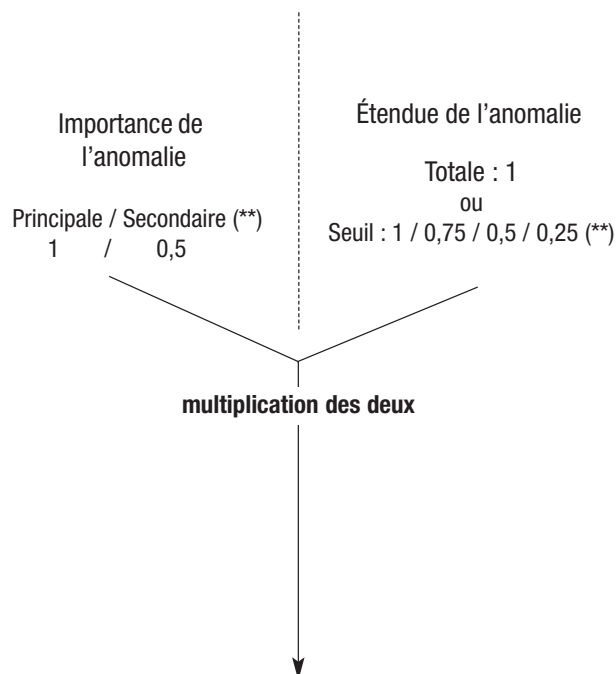 Importance de
l’anomalie
Principale / Secondaire (**)
1 / 0,5
Étendue de l’anomalie
Totale : 1
ou
Seuil : 1 / 0,75 / 0,5 / 0,25 (**)
multiplication des deux